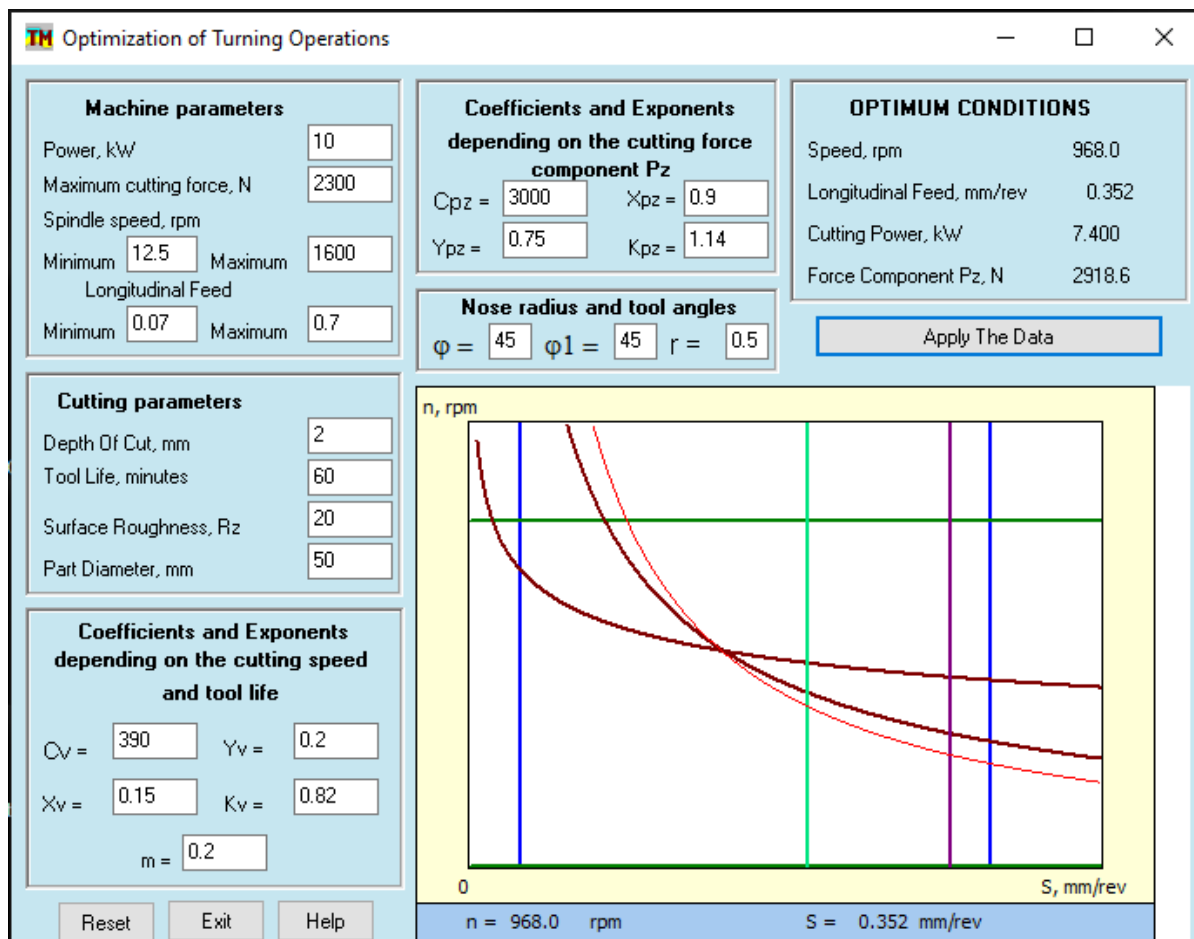 TM Optimization of Turning Operations
Machine parameters
Power, kW 10
Maximum cutting force, N 2300
Spindle speed, rpm
Minimum 12.5 Maximum 1600
Longitudinal Feed
Minimum 0.07 Maximum 0.7
Cutting parameters
Depth Of Cut, mm 2
Tool Life, minutes 60
Surface Roughness, Rz 20
Part Diameter, mm 50
Coefficients and Exponents
depending on the cutting speed
and tool life
Cv = 390 Yv = 0.2
Xv = 0.15 Kv = 0.82
m = 0.2
Reset Exit Help
Coefficients and Exponents
depending on the cutting force
component Pz
Cpz = 3000 Xpz = 0.9
Ypz = 0.75 Kpz = 1.14
Nose radius and tool angles
φ = 45 φ1 = 45 r = 0.5
OPTIMUM CONDITIONS
Speed, rpm 968.0
Longitudinal Feed, mm/rev 0.352
Cutting Power, kW 7.400
Force Component Pz, N 2918.6
Apply The Data
n, rpm
0 S, mm/rev
n = 968.0 rpm S = 0.352 mm/rev